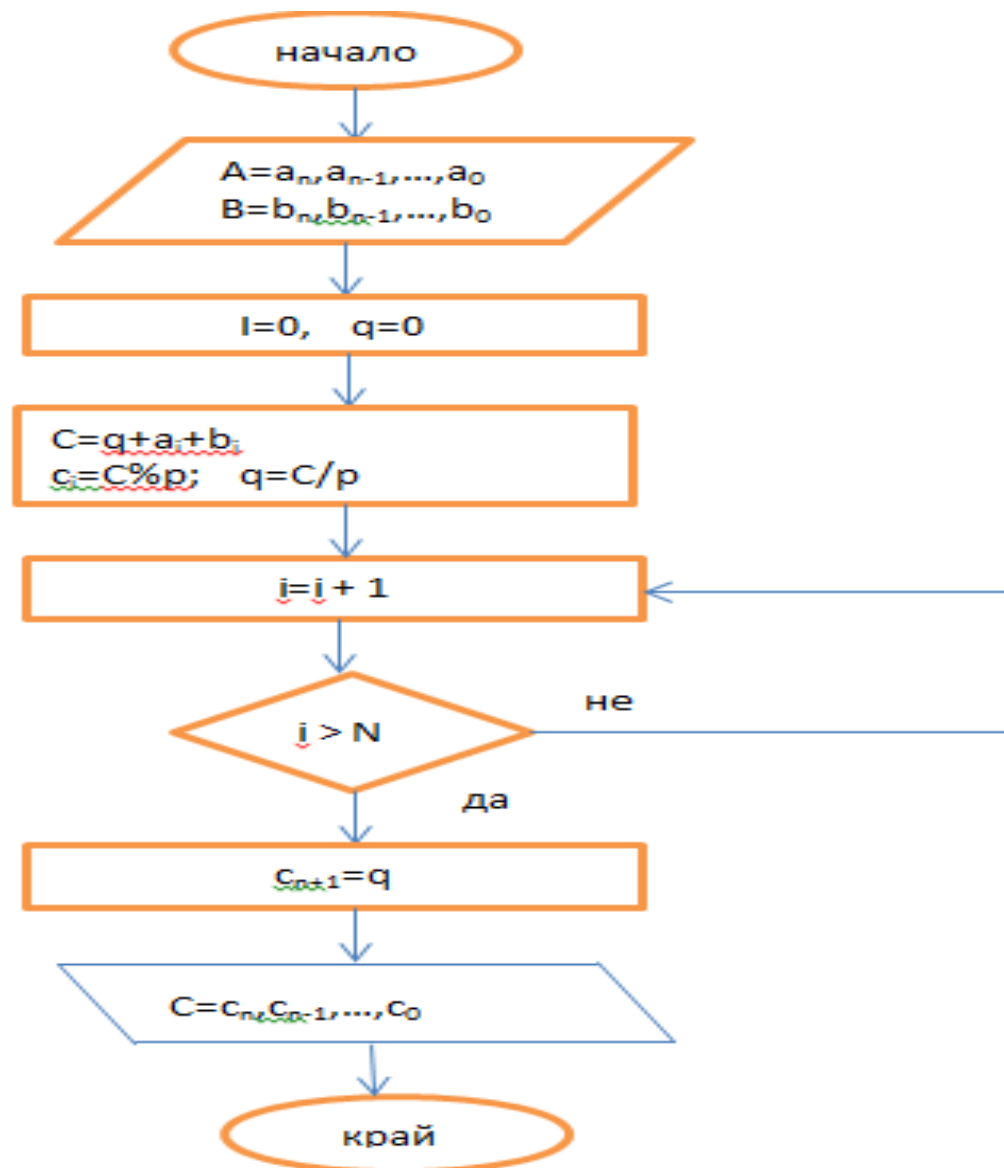 начало
A=aₙ,aₙ₋₁,...,a₀
B=bₙ,bₙ₋₁,...,b₀
I=0, q=0
C=q+aᵢ+bᵢ
cᵢ=C%p; q=C/p
i=i + 1
не
i > N
да
cₙ₊₁=q
C=cₙ,cₙ₋₁,...,c₀
край